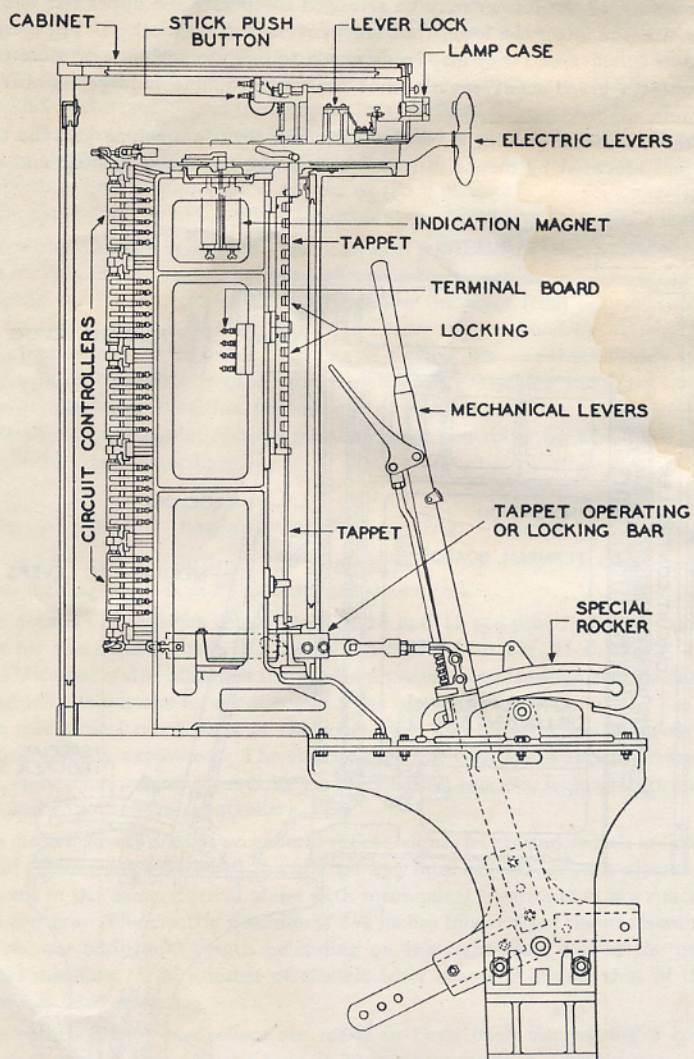 CABINET
STICK PUSH
BUTTON
LEVER LOCK
LAMP CASE
ELECTRIC LEVERS
INDICATION MAGNET
TAPPET
TERMINAL BOARD
LOCKING
CIRCUIT CONTROLLERS
MECHANICAL LEVERS
TAPPET
TAPPET OPERATING
OR LOCKING BAR
SPECIAL
ROCKER